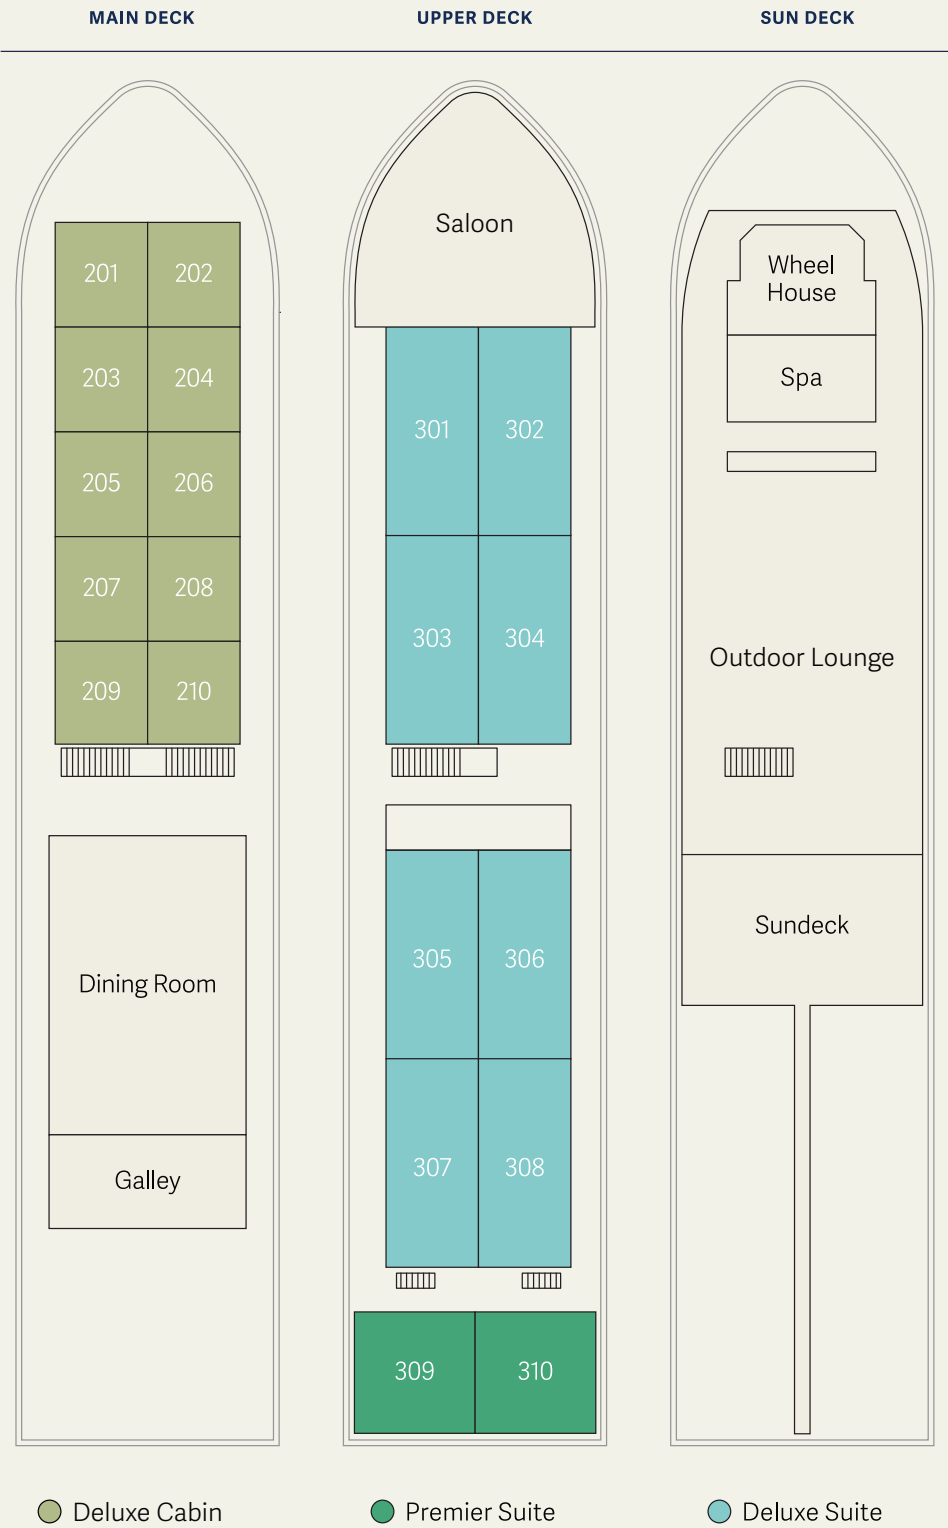 MAIN DECK
UPPER DECK
SUN DECK
201 202
203 204
205 206
207 208
209 210
Dining Room
Galley
Saloon
301 302
303 304
305 306
307 308
309 310
Wheel
House
Spa
Outdoor Lounge
Sundeck
Deluxe Cabin
Premier Suite
Deluxe Suite